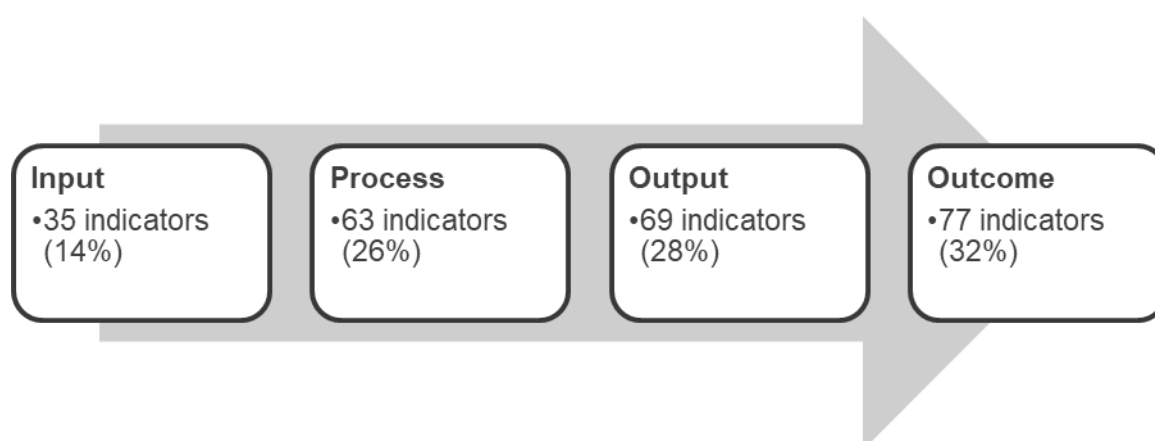 Input
•35 indicators
(14%)
Process
•63 indicators
(26%)
Output
•69 indicators
(28%)
Outcome
•77 indicators
(32%)